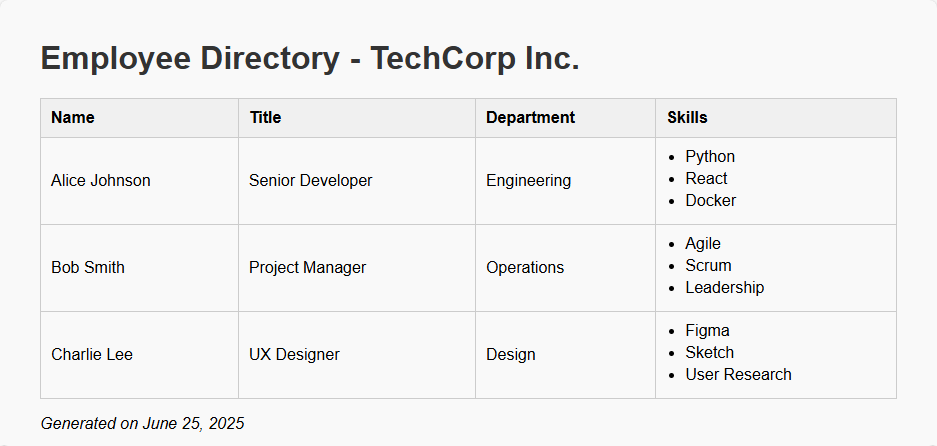 Employee Directory - TechCorp Inc.
Name Title Department Skills
Alice Johnson Senior Developer Engineering
• Python
• React
• Docker
Bob Smith Project Manager Operations
• Agile
• Scrum
• Leadership
Charlie Lee UX Designer Design
• Figma
• Sketch
• User Research
Generated on June 25, 2025